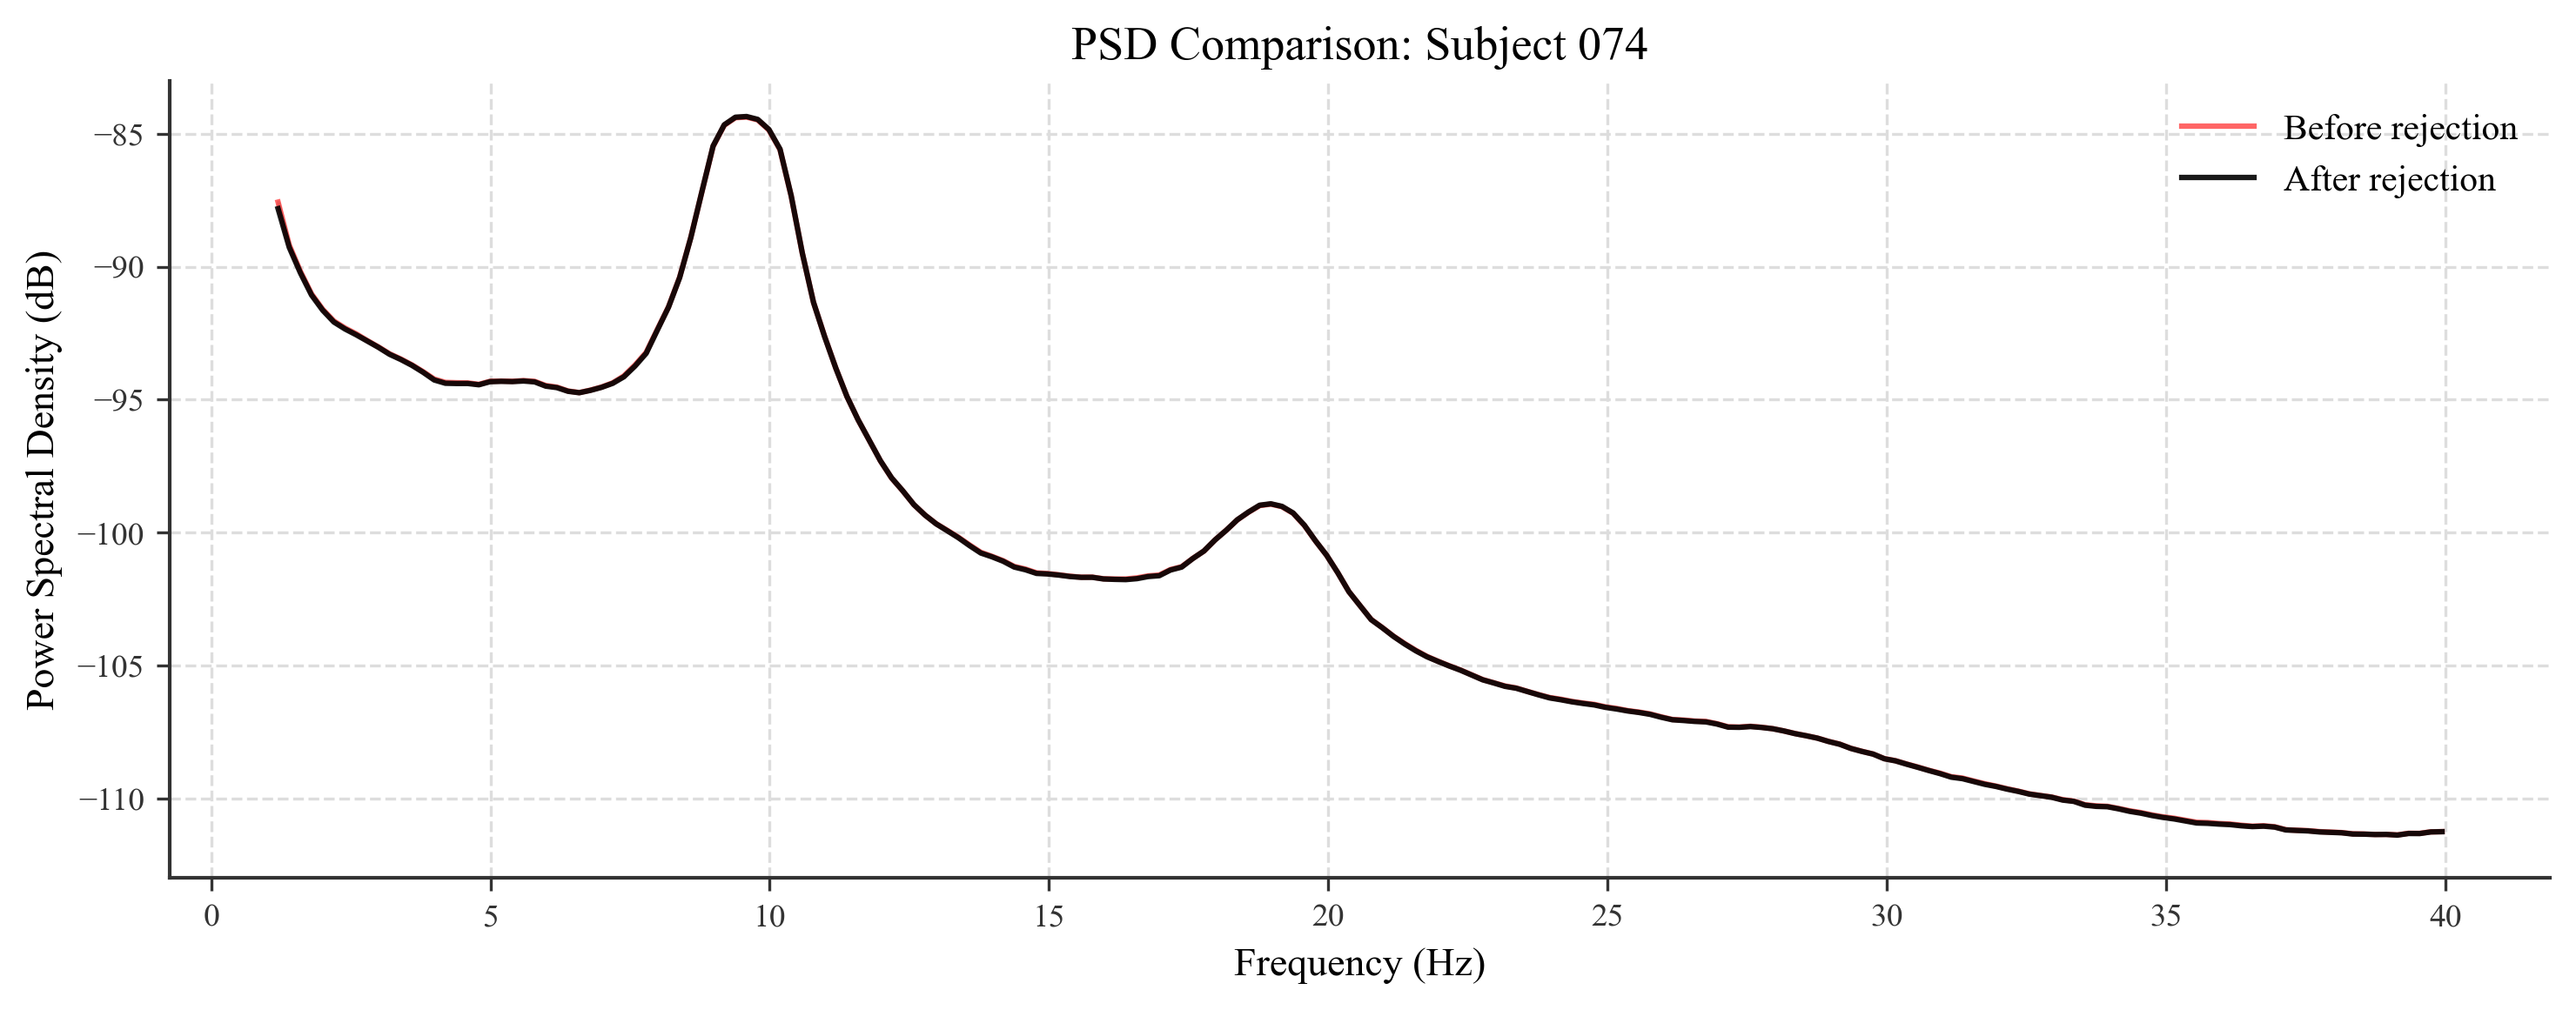 PSD Comparison: Subject 074
Before rejection
After rejection
Power Spectral Density (dB)
−85
−90
−95
−100
−105
−110
0 5 10 15 20 25 30 35 40
Frequency (Hz)